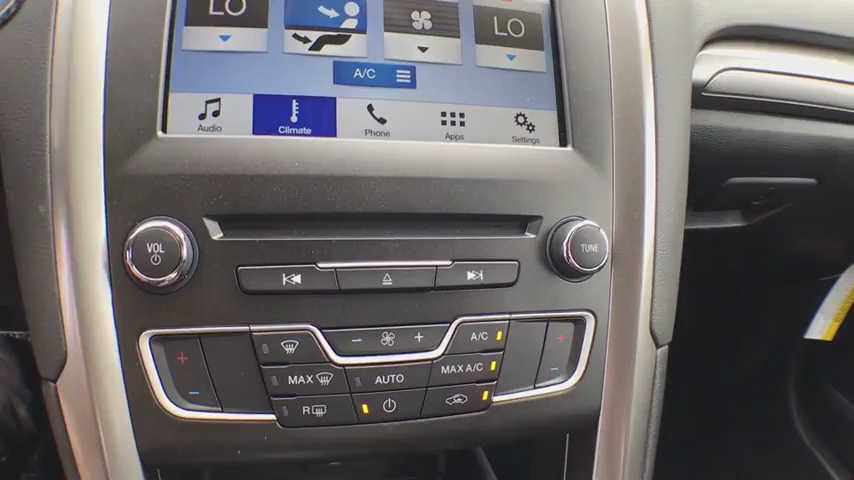 LO
LO
A/C
Audio
Climate
Phone
Apps
Settings
VOL
TUNE
A/C
MAX
AUTO
MAX A/C
R